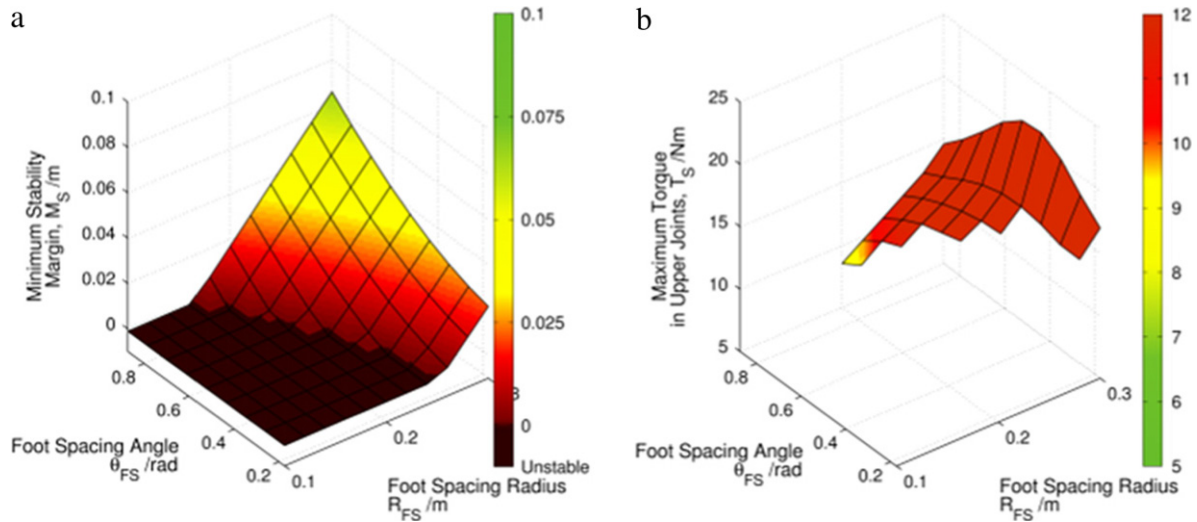 a
0.1
0.08
0.06
0.04
0.02
0
Minimum Stability
Margin, M_S /m
0.8
0.6
0.4
0.2
Foot Spacing Angle
θ_FS /rad
0.1
0.2
3
Foot Spacing Radius
R_FS /m
0.1
0.075
0.05
0.025
0
Unstable
b
25
20
15
10
5
Maximum Torque
in Upper Joints, T_S /Nm
0.8
0.6
0.4
0.2
Foot Spacing Angle
θ_FS /rad
0.1
0.2
0.3
Foot Spacing Radius
R_FS /m
12
11
10
9
8
7
6
5